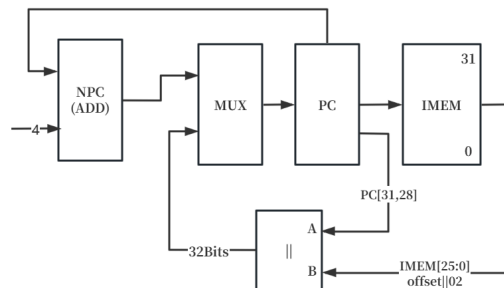 NPC
(ADD)
4
MUX
PC
31
IMEM
0
PC[31,28]
A
||
B
32Bits
IMEM[25:0]
offset||02